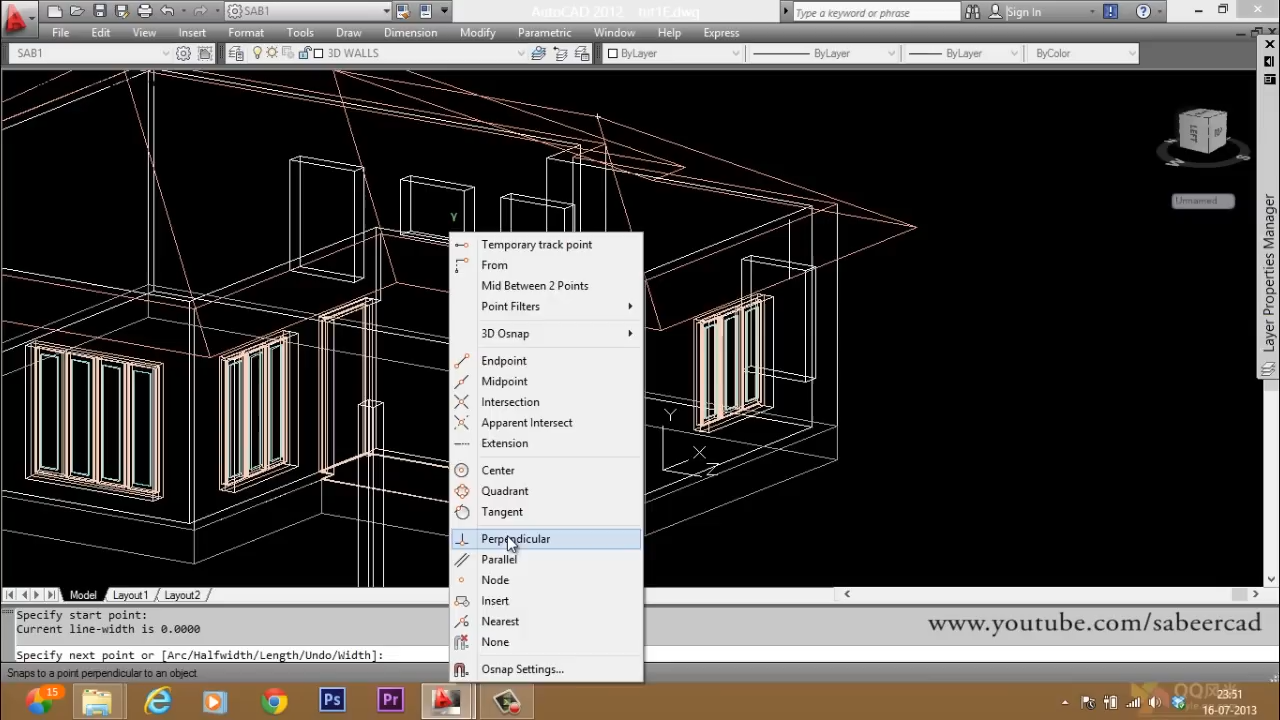 SAB1
AutoCAD 2012 tut1F.dwg
Type a keyword or phrase
Sign In
File Edit View Insert Format Tools Draw Dimension Modify Parametric Window Help Express
SAB1
3D WALLS
ByLayer
ByLayer
ByLayer
ByColor
LEFT
Unnamed
Layer Properties Manager
Y
Temporary track point
From
Mid Between 2 Points
Point Filters
3D Osnap
Endpoint
Midpoint
Intersection
Apparent Intersect
Extension
Center
Quadrant
Tangent
Perpendicular
Parallel
Node
Insert
Nearest
None
Osnap Settings...
Y
X
Z
Model Layout1 Layout2
Specify start point:
Current line-width is 0.0000
Specify next point or [Arc/Halfwidth/Length/Undo/Width]:
www.youtube.com/sabeercad
Snaps to a point perpendicular to an object
15
Ps
Pr
23:51
16-07-2013